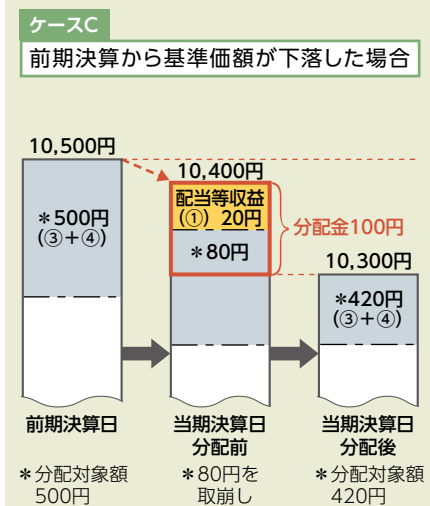 ケースC
前期決算から基準価額が下落した場合
10,500円
10,400円
配当等収益
(①) 20円
＊500円
(③＋④)
分配金100円
＊80円
10,300円
＊420円
(③＋④)
前期決算日
当期決算日
分配前
当期決算日
分配後
＊分配対象額
500円
＊80円を
取崩し
＊分配対象額
420円